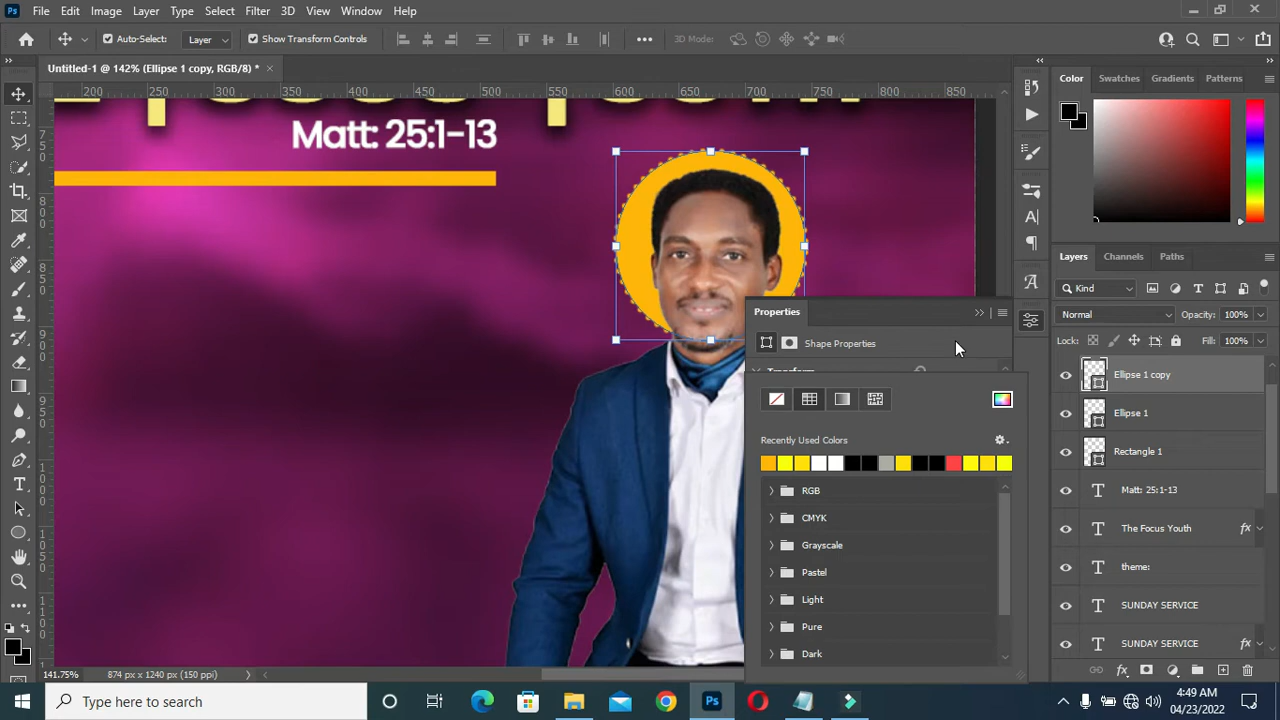 Ps File Edit Image Layer Type Select Filter 3D View Window Help
Auto-Select: Layer Show Transform Controls 3D Mode:
Untitled-1 @ 142% (Ellipse 1 copy, RGB/8) * ×
200 250 300 350 400 450 500 550 600 650 700 750 800 850
Matt: 25:1-13
Properties
Shape Properties
Transform
Recently Used Colors
RGB
CMYK
Grayscale
Pastel
Light
Pure
Dark
Color Swatches Gradients Patterns
Layers Channels Paths
Kind
Normal Opacity: 100%
Lock: Fill: 100%
Ellipse 1 copy
Ellipse 1
Rectangle 1
Matt: 25:1-13
The Focus Youth fx
theme:
SUNDAY SERVICE
SUNDAY SERVICE fx
141.75% 874 px x 1240 px (150 ppi)
Type here to search
4:49 AM
04/23/2022